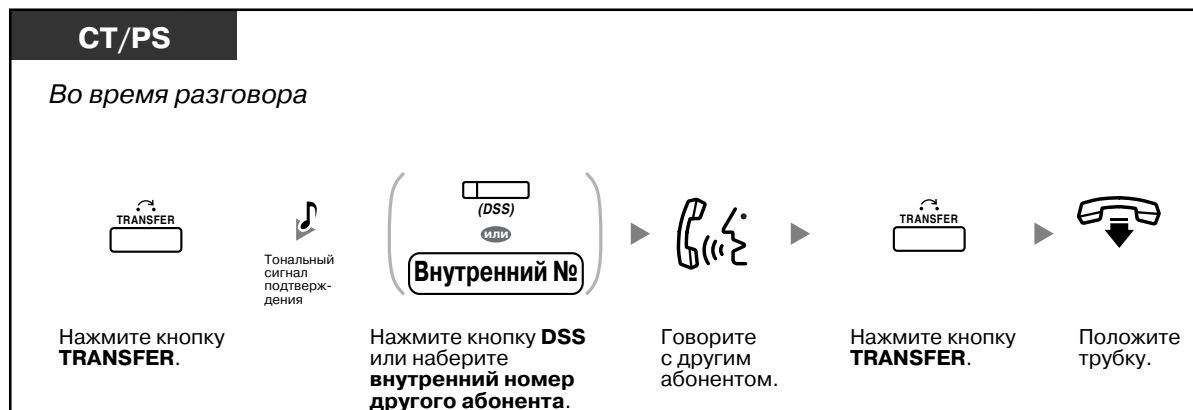 СТ/PS
Во время разговора
TRANSFER
Тональный
сигнал
подтверж-
дения
(DSS)
или
Внутренний №
TRANSFER
Нажмите кнопку
TRANSFER.
Нажмите кнопку DSS
или наберите
внутренний номер
другого абонента.
Говорите
с другим
абонентом.
Нажмите кнопку
TRANSFER.
Положите
трубку.